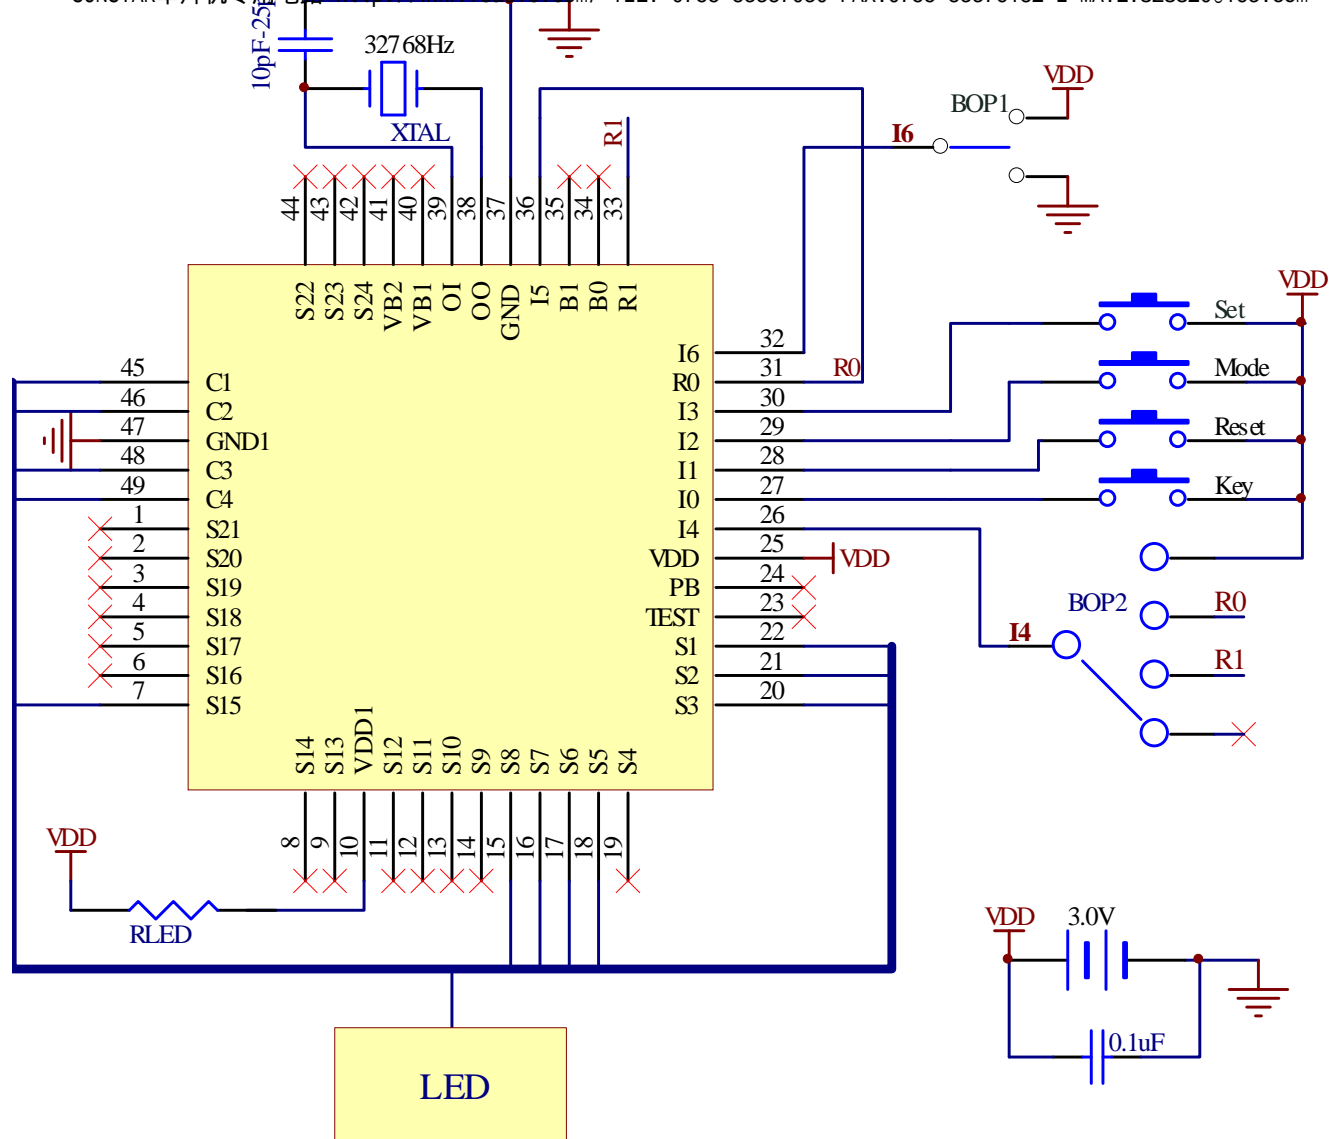 10pF-25p
32768Hz
XTAL
R1
VDD
BOP1
I6
44
43
42
41
40
39
38
37
36
35
34
33
S22
S23
S24
VB2
VB1
OI
OO
GND
I5
B1
B0
R1
VDD
Set
Mode
Reset
Key
I6 32
R0 31 R0
I3 30
I2 29
I1 28
I0 27
I4 26
VDD 25 VDD
PB 24
TEST 23
S1 22
S2 21
S3 20
45 C1
46 C2
47 GND1
48 C3
49 C4
1 S21
2 S20
3 S19
4 S18
5 S17
6 S16
7 S15
BOP2
R0
I4
R1
S14
S13
VDD1
S12
S11
S10
S9
S8
S7
S6
S5
S4
8
9
10
11
12
13
14
15
16
17
18
19
VDD
RLED
VDD
3.0V
0.1uF
LED